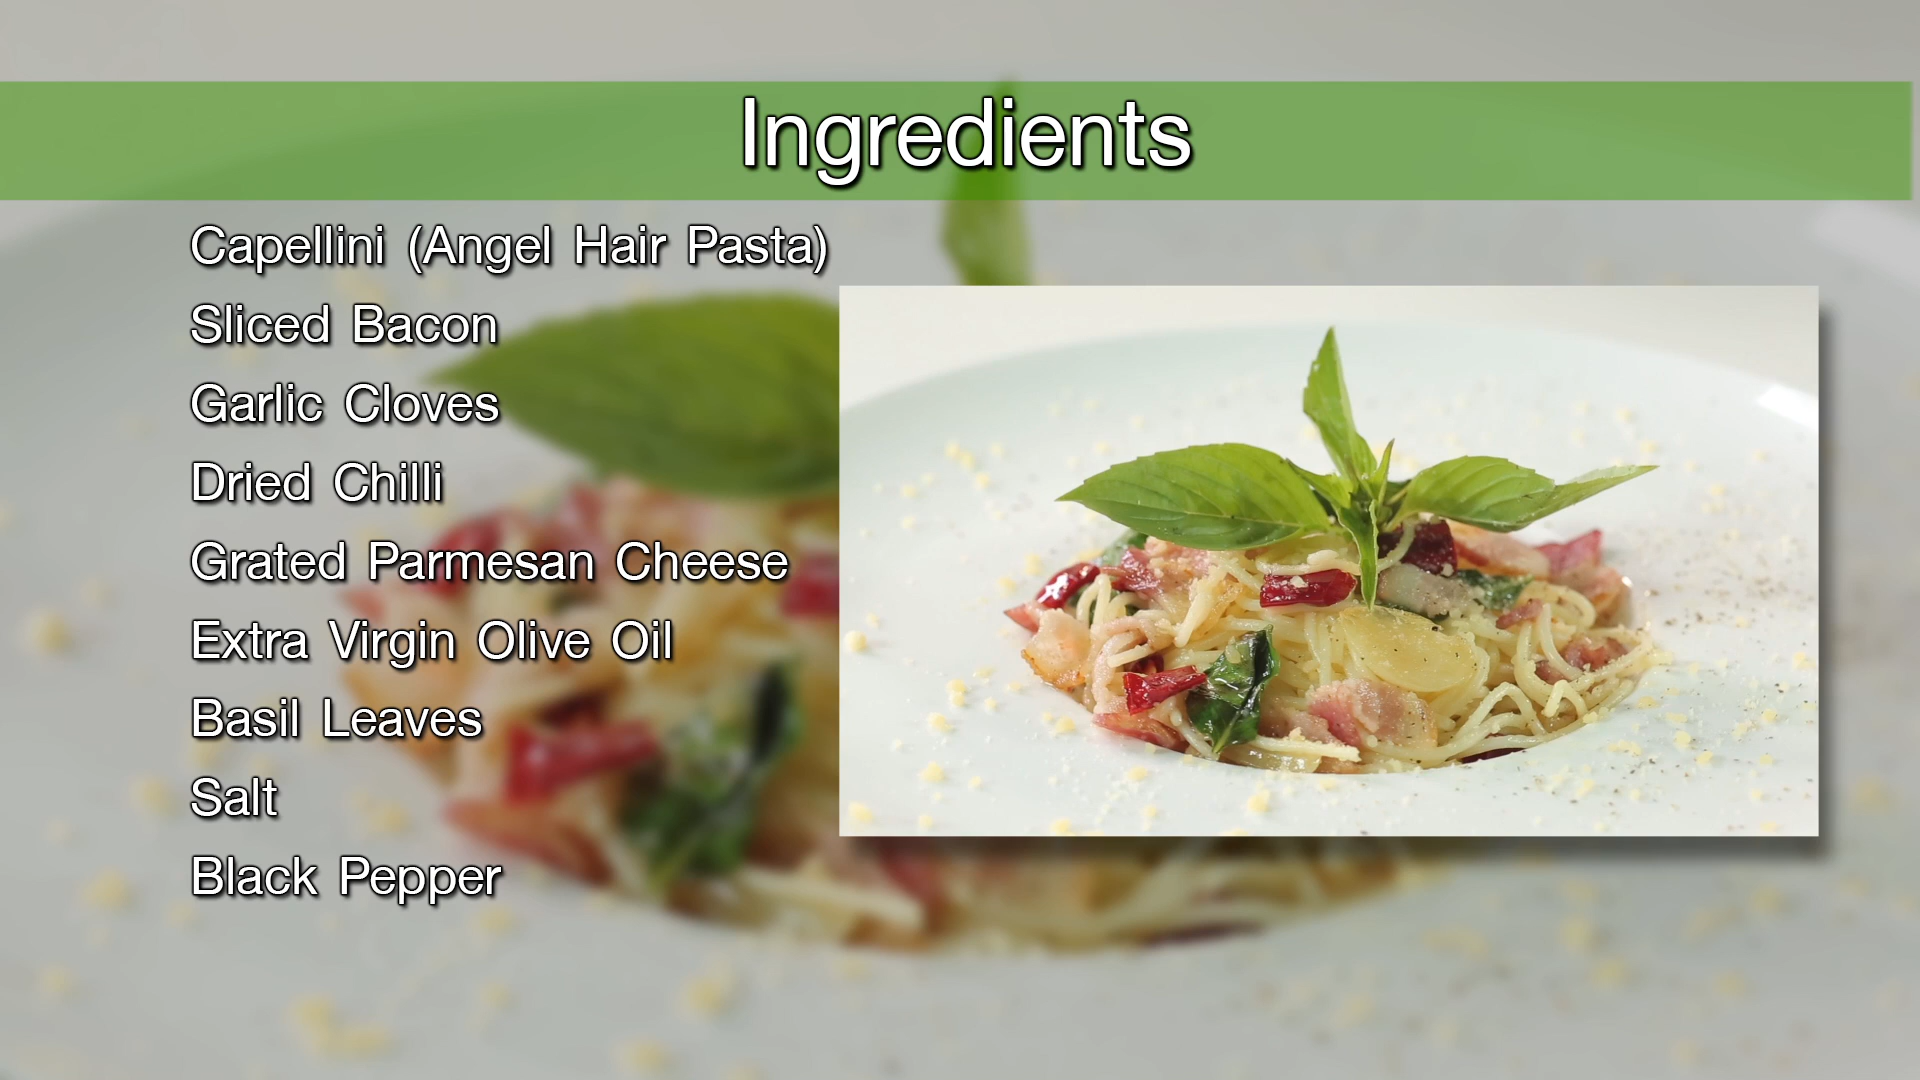 Ingredients
Capellini (Angel Hair Pasta)
Sliced Bacon
Garlic Cloves
Dried Chilli
Grated Parmesan Cheese
Extra Virgin Olive Oil
Basil Leaves
Salt
Black Pepper